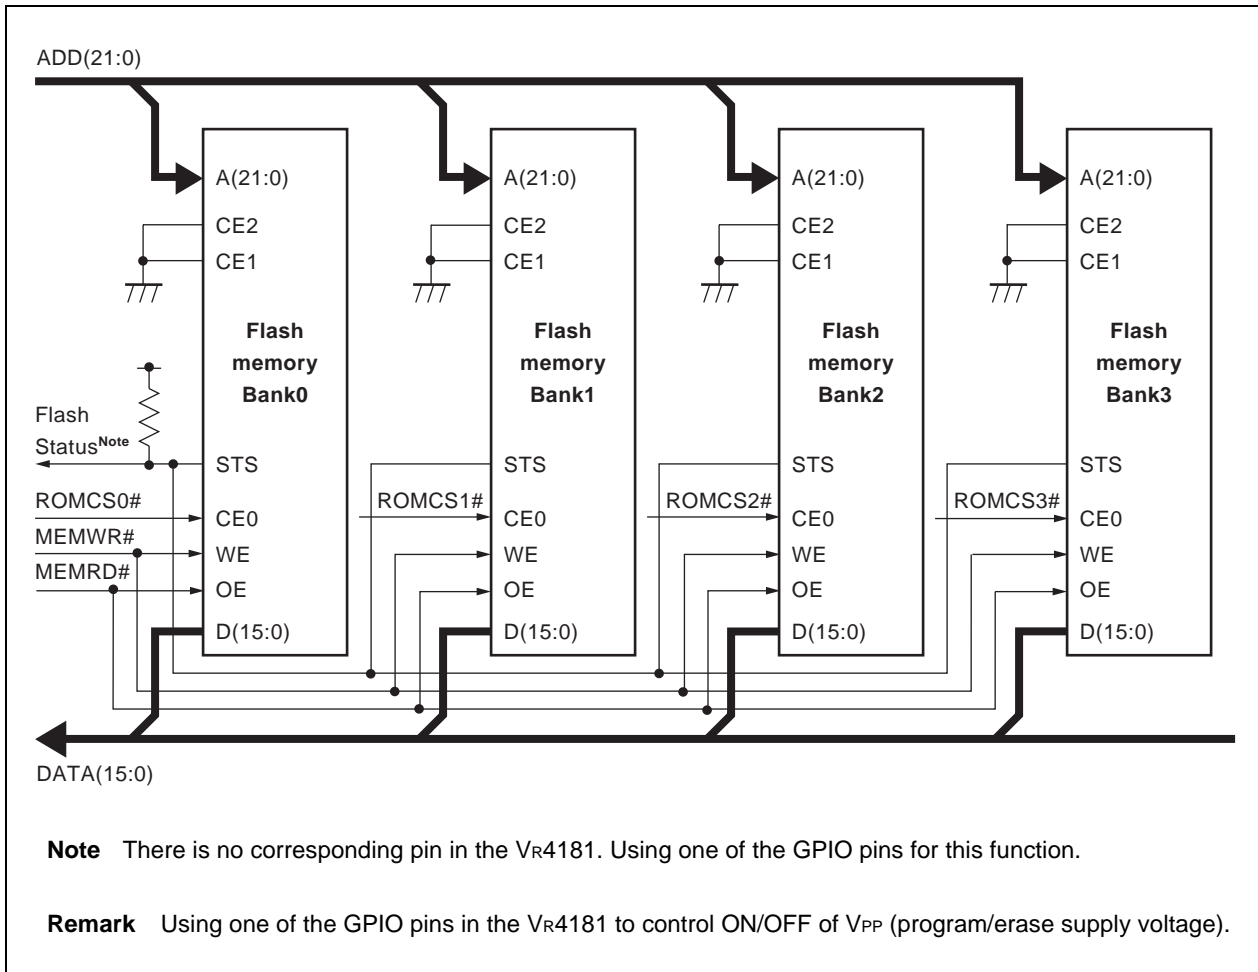 ADD(21:0)
A(21:0)
CE2
CE1
Flash
memory
Bank0
STS
CE0
WE
OE
D(15:0)
A(21:0)
CE2
CE1
Flash
memory
Bank1
STS
CE0
WE
OE
D(15:0)
A(21:0)
CE2
CE1
Flash
memory
Bank2
STS
CE0
WE
OE
D(15:0)
A(21:0)
CE2
CE1
Flash
memory
Bank3
STS
CE0
WE
OE
D(15:0)
Flash
StatusNote
ROMCS0#
MEMWR#
MEMRD#
ROMCS1#
ROMCS2#
ROMCS3#
DATA(15:0)
Note There is no corresponding pin in the VR4181. Using one of the GPIO pins for this function.
Remark Using one of the GPIO pins in the VR4181 to control ON/OFF of VPP (program/erase supply voltage).